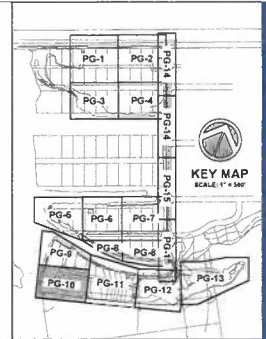 PG-1 PG-2 PG-14
PG-3 PG-4 PG-14
KEY MAP
SCALE: 1" = 500'
PG-15
PG-5 PG-6 PG-7
PG-8 PG-8
PG-9
PG-10 PG-11 PG-12 PG-13